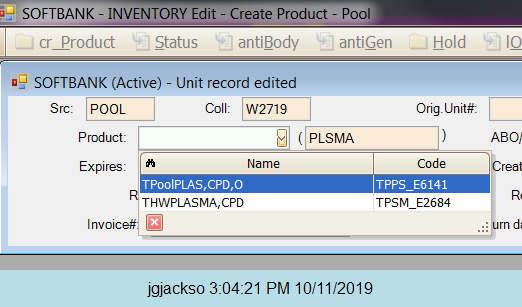 SOFTBANK - INVENTORY Edit - Create Product - Pool
cr_Product Status antiBody antiGen Hold
SOFTBANK (Active) - Unit record edited
Src: POOL Coll: W2719 Orig.Unit#:
Product: ( PLSMA ) ABO/
Name Code
Expires: TPoolPLAS,CPD,O TPPS_E6141 Creat
R THWPLASMA,CPD TPSM_E2684
Invoice#: urn da
jgjackso 3:04:21 PM 10/11/2019